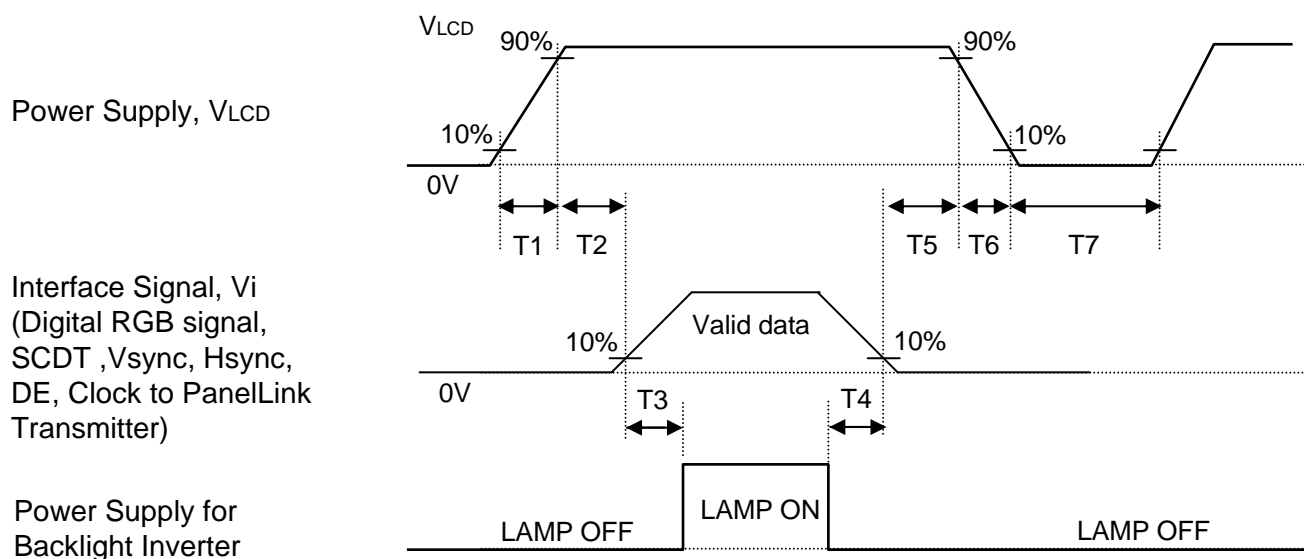 VLCD
90%
90%
Power Supply, VLCD
10%
10%
0V
T1
T2
T5
T6
T7
Interface Signal, Vi
(Digital RGB signal,
SCDT ,Vsync, Hsync,
DE, Clock to PanelLink
Transmitter)
Valid data
10%
10%
0V
T3
T4
Power Supply for
Backlight Inverter
LAMP OFF
LAMP ON
LAMP OFF